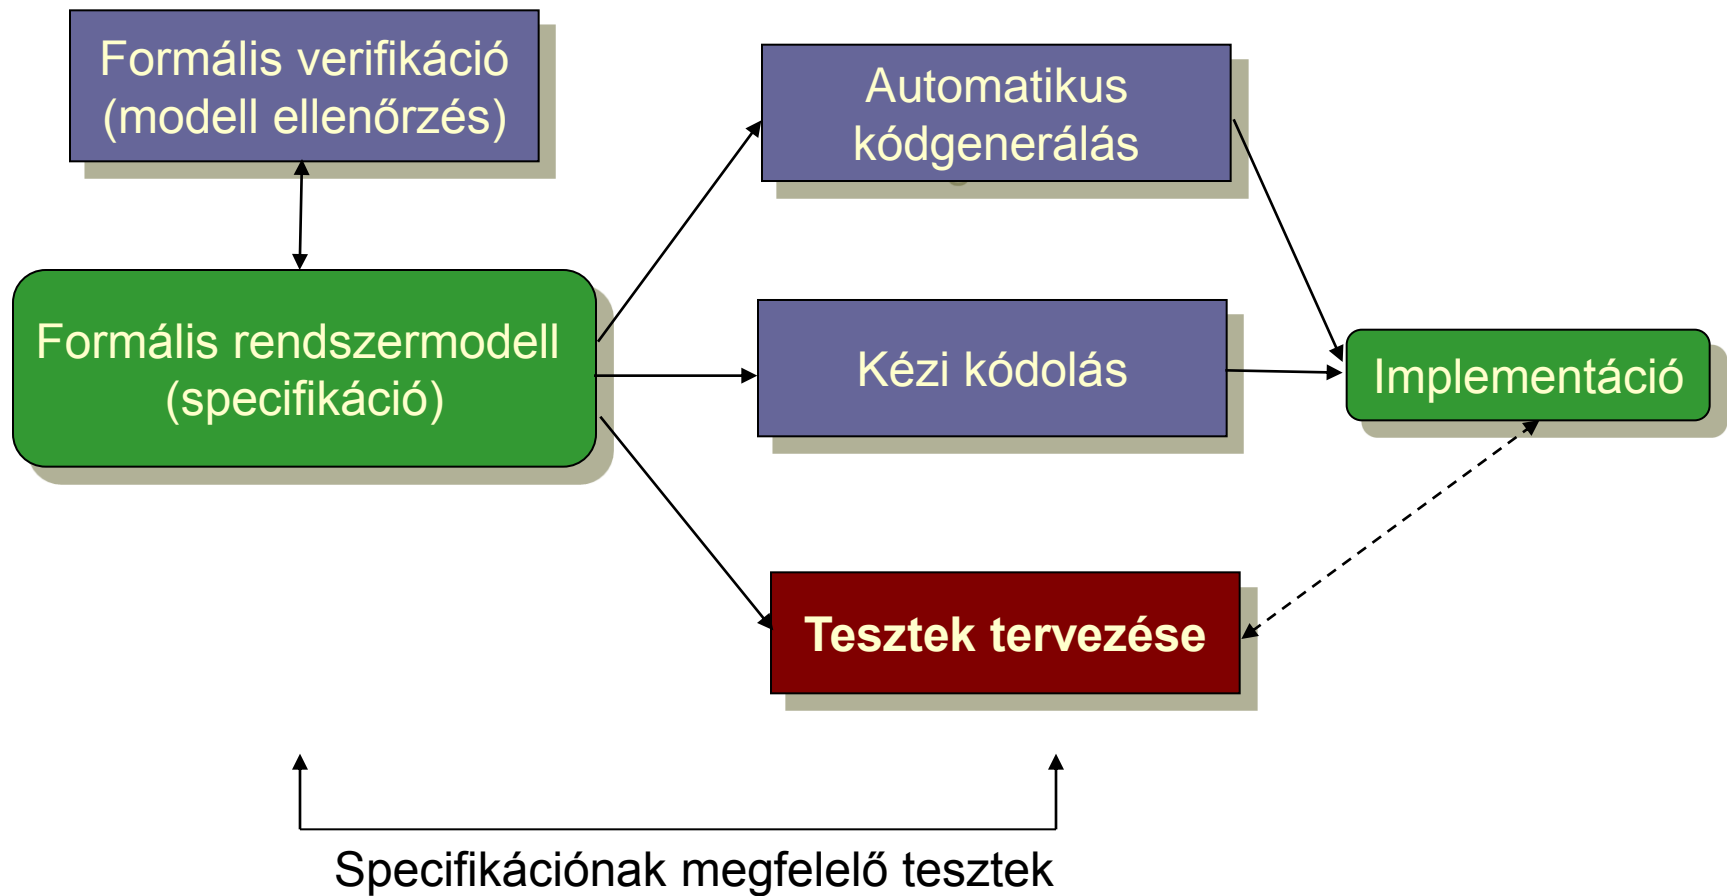 Formális verifikáció
(modell ellenőrzés)
Automatikus
kódgenerálás
Formális rendszermodell
(specifikáció)
Kézi kódolás
Implementáció
Tesztek tervezése
Specifikációnak megfelelő tesztek